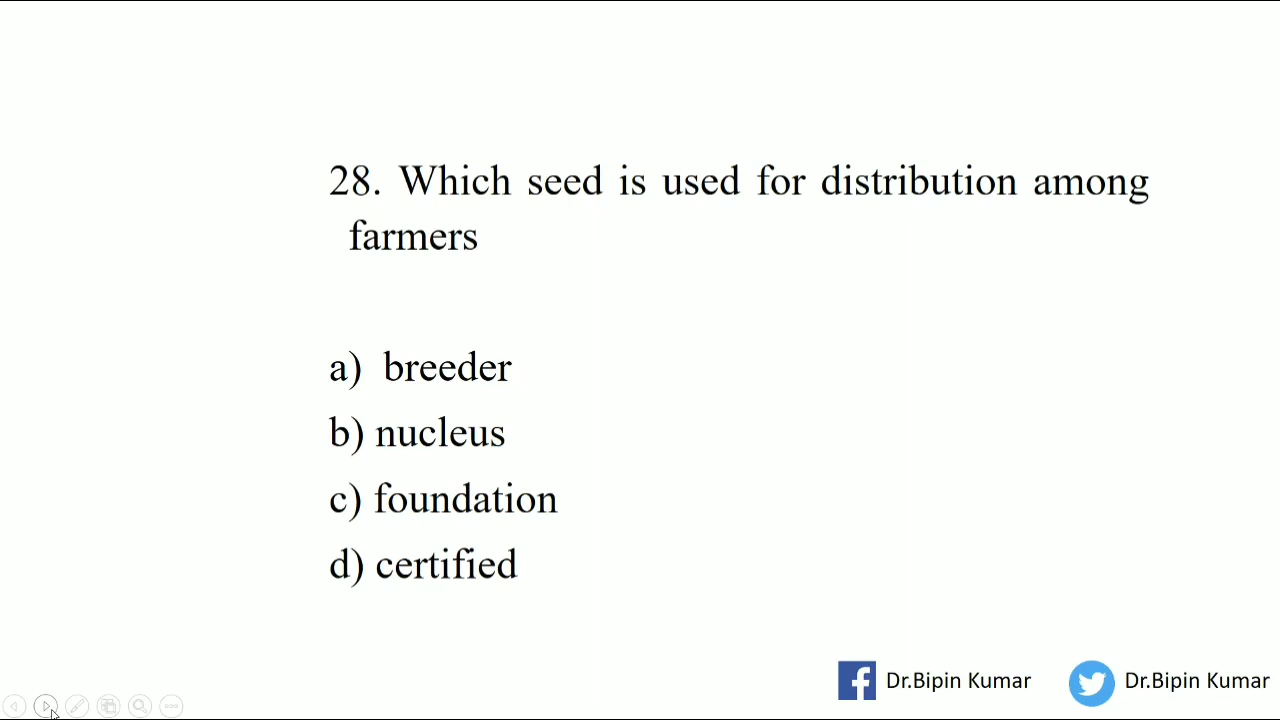 28. Which seed is used for distribution among
farmers
a) breeder
b) nucleus
c) foundation
d) certified
Dr.Bipin Kumar Dr.Bipin Kumar